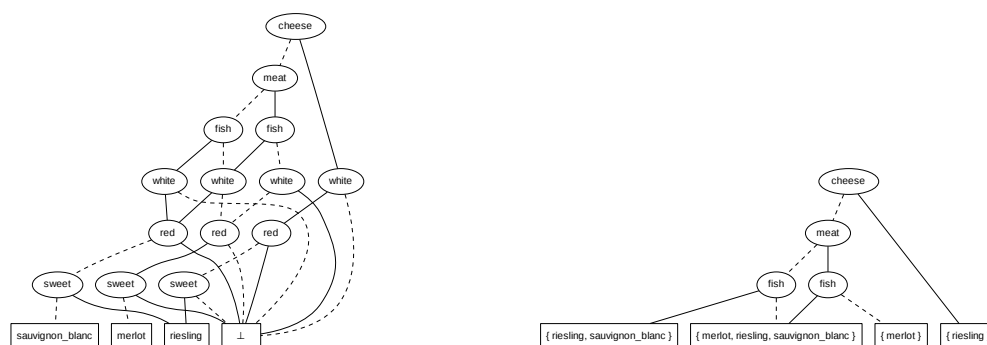 cheese
meat
fish fish
white white white white
red red red
sweet sweet sweet
sauvignon_blanc merlot riesling ⊥
cheese
meat
fish fish
{ riesling, sauvignon_blanc } { merlot, riesling, sauvignon_blanc } { merlot } { riesling